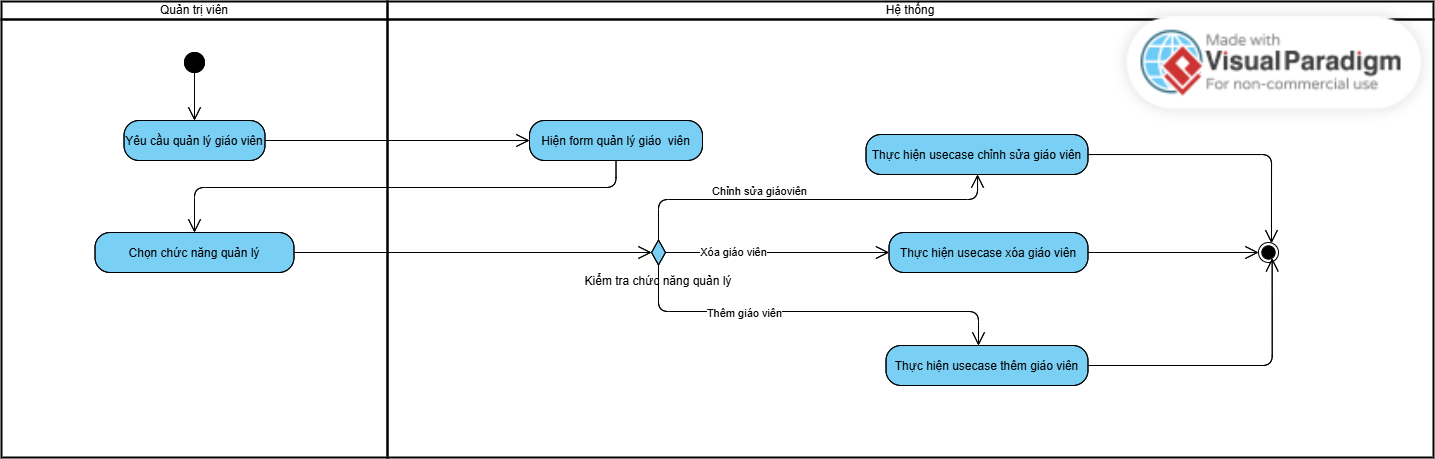 Quản trị viên
Hệ thống
Made with
Visual Paradigm
For non-commercial use
Yêu cầu quản lý giáo viên
Hiện form quản lý giáo viên
Thực hiện usecase chỉnh sửa giáo viên
Chỉnh sửa giáoviên
Chọn chức năng quản lý
Xóa giáo viên
Thực hiện usecase xóa giáo viên
Kiểm tra chức năng quản lý
Thêm giáo viên
Thực hiện usecase thêm giáo viên